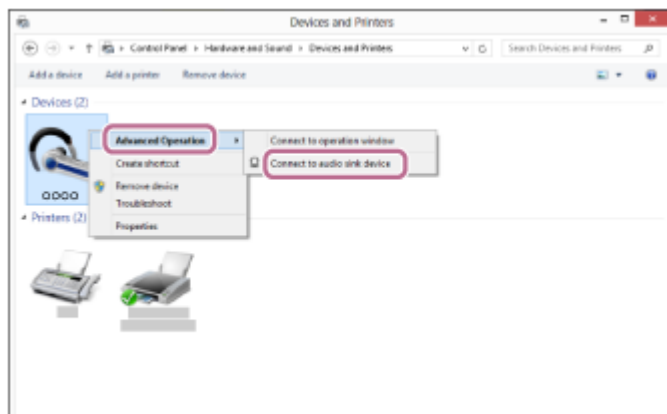 Devices and Printers
Control Panel ▸ Hardware and Sound ▸ Devices and Printers
Search Devices and Printers
Add a device Add a printer Remove device
Devices (2)
Advanced Operation
Connect to operation window
Create shortcut
Connect to audio sink device
Remove device
OOOO
Troubleshoot
Printers (2)
Properties